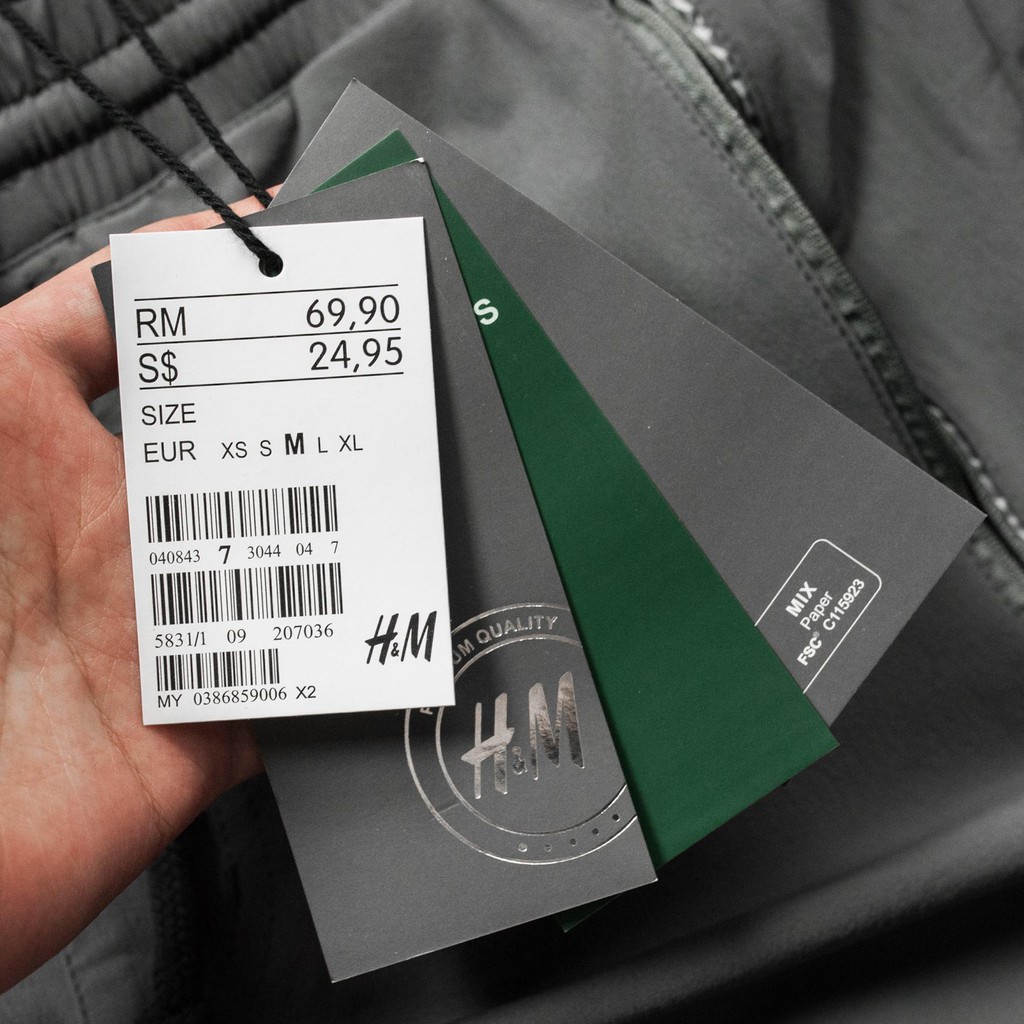 RM 69,90
S$ 24,95
SIZE
EUR XS S M L XL
040843 7 3044 04 7
5831/1 09 207036
H&M
MY 0386859006 X2
QUALITY
H&M
S
MIX
Paper
FSC® C115923